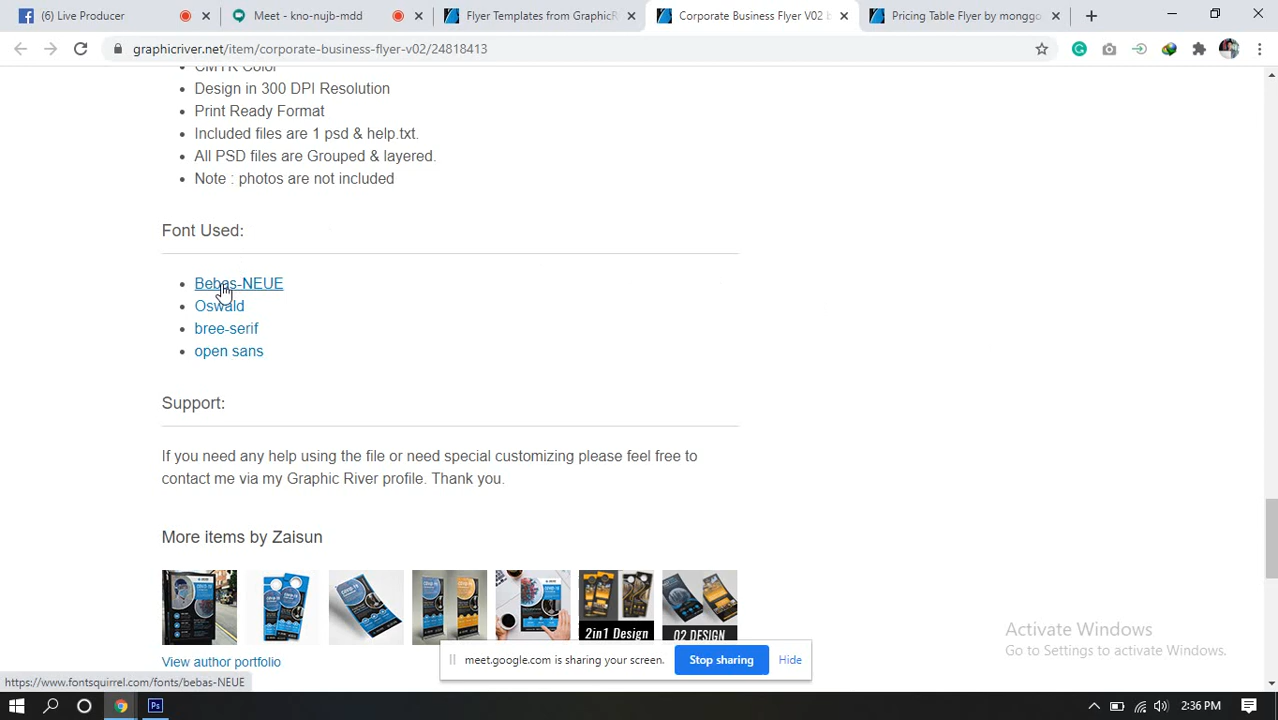 (6) Live Producer
Meet - kno-nujb-mdd
Flyer Templates from GraphicR
Corporate Business Flyer V02 b
Pricing Table Flyer by monggo
graphicriver.net/item/corporate-business-flyer-v02/24818413
CMYK Color
Design in 300 DPI Resolution
Print Ready Format
Included files are 1 psd & help.txt.
All PSD files are Grouped & layered.
Note : photos are not included
Font Used:
Bebas-NEUE
Oswald
bree-serif
open sans
Support:
If you need any help using the file or need special customizing please feel free to
contact me via my Graphic River profile. Thank you.
More items by Zaisun
2in1 Design
02 DESIGN
View author portfolio
meet.google.com is sharing your screen.
Stop sharing
Hide
Activate Windows
Go to Settings to activate Windows.
https://www.fontsquirrel.com/fonts/bebas-NEUE
Ps
2:36 PM